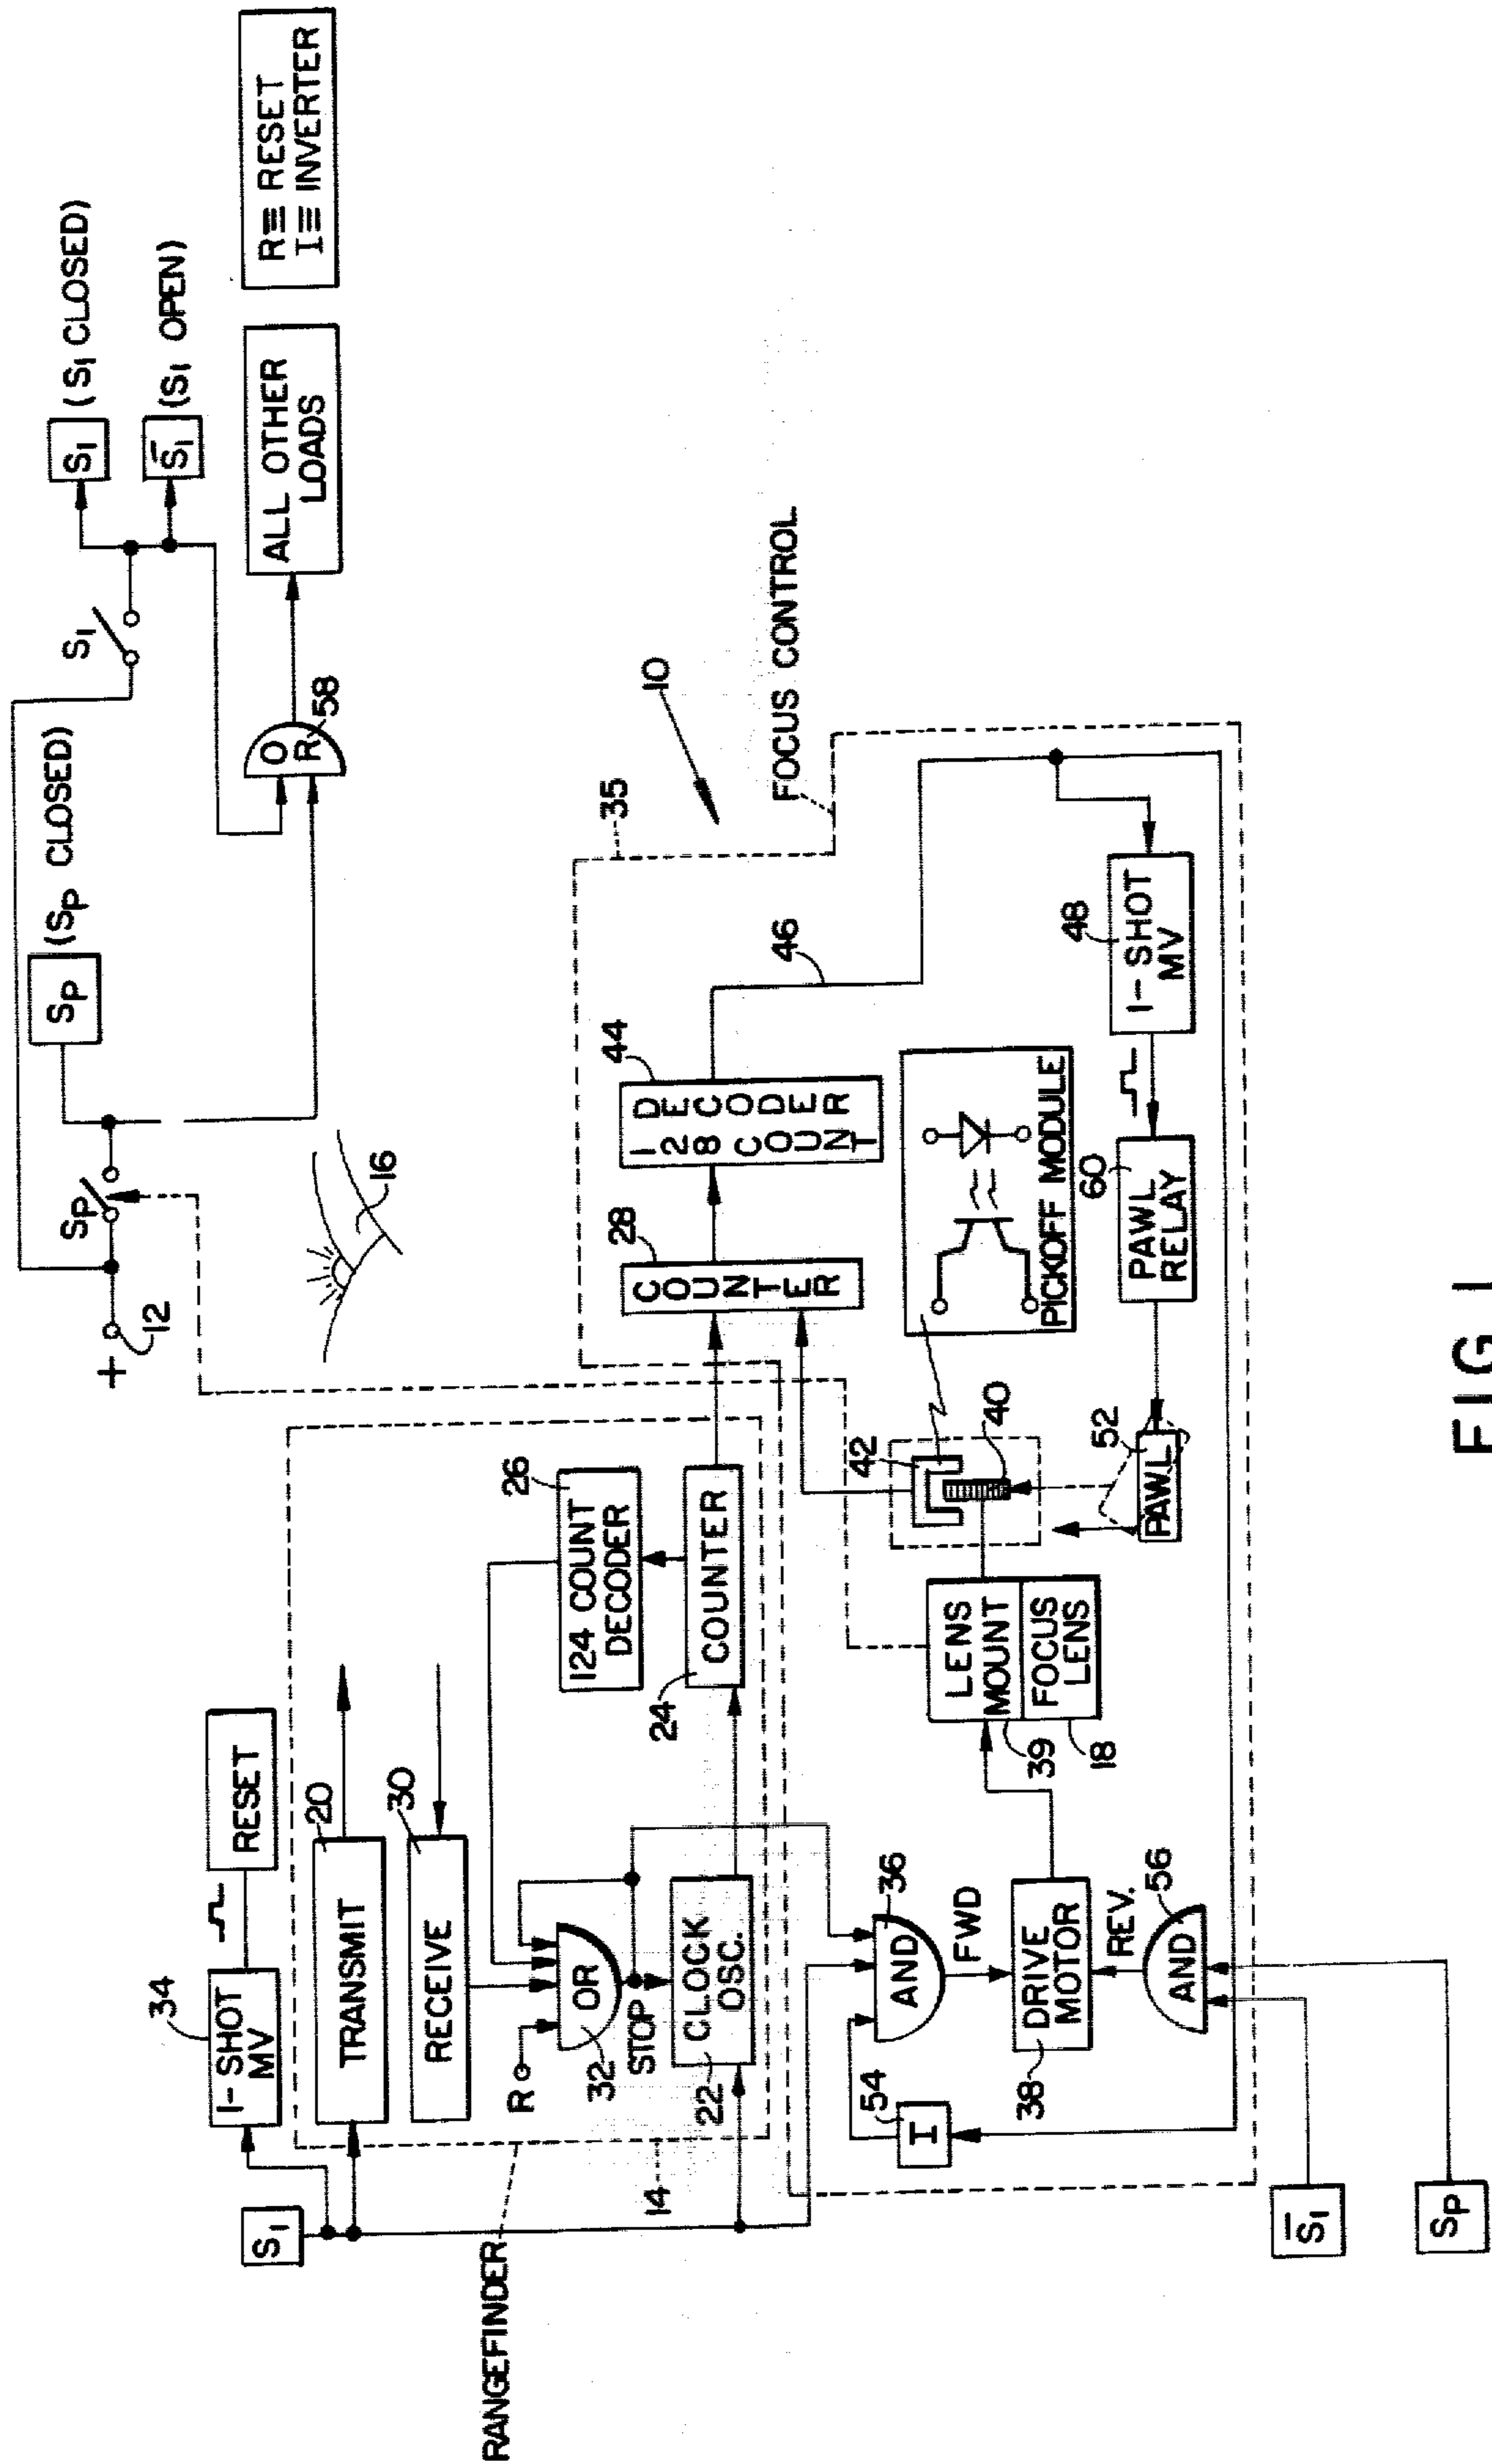 +
12
SP
SP
(SP CLOSED)
S1
S1
(S1 CLOSED)
S̅1
(S1 OPEN)
O
R
58
ALL OTHER
LOADS
R≡ RESET
I≡ INVERTER
16
34
1-SHOT
MV
RESET
S1
RANGEFINDER
14
TRANSMIT
20
RECEIVE
30
R
OR
32
STOP
CLOCK
OSC.
22
124 COUNT
DECODER
26
COUNTER
24
COUNTER
28
DECODER
128 COUNT
44
46
35
10
FOCUS CONTROL
PICKOFF MODULE
42
40
LENS
MOUNT
39
FOCUS
LENS
18
AND
36
FWD
DRIVE
MOTOR
38
REV.
AND
56
I
54
PAWL
52
PAWL
RELAY
60
1-SHOT
MV
48
S̅1
SP
FIG. 1